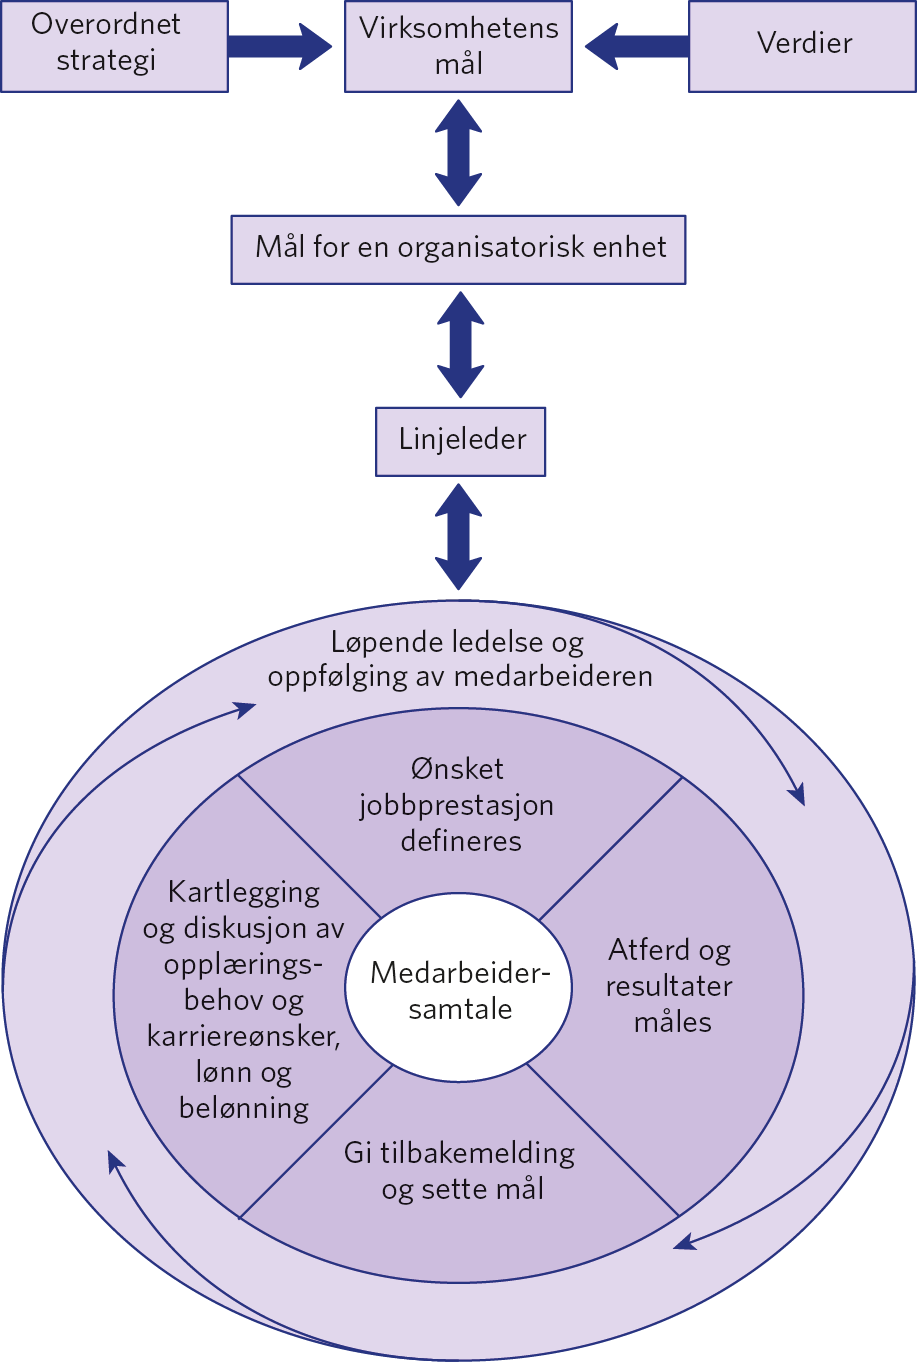 Overordnet
strategi
Virksomhetens
mål
Verdier
Mål for en organisatorisk enhet
Linjeleder
Løpende ledelse og
oppfølging av medarbeideren
Ønsket
jobbprestasjon
defineres
Atferd og
resultater
måles
Gi tilbakemelding
og sette mål
Kartlegging
og diskusjon av
opplærings-
behov og
karriereønsker,
lønn og
belønning
Medarbeider-
samtale